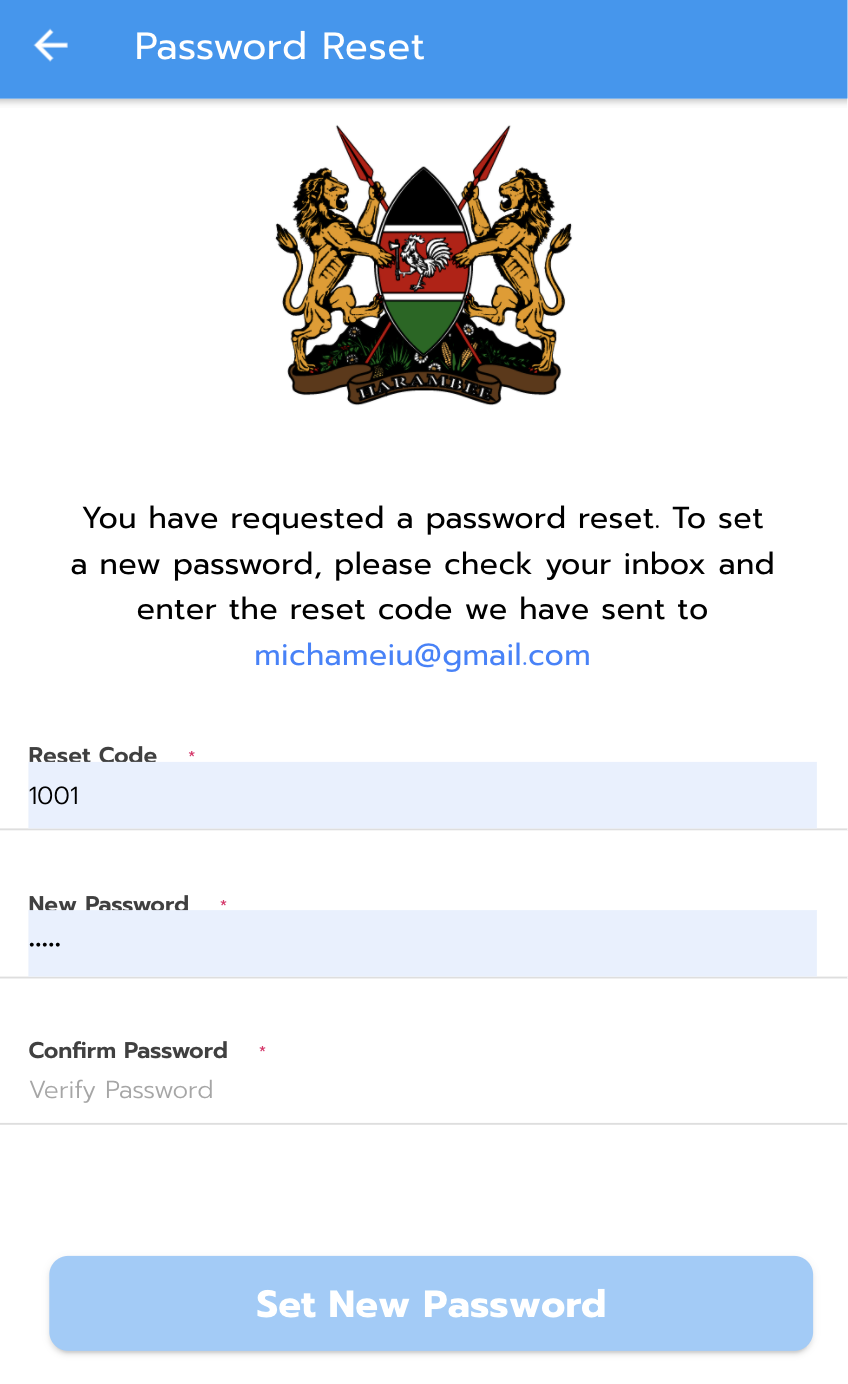 Password Reset
HARAMBEE
You have requested a password reset. To set
a new password, please check your inbox and
enter the reset code we have sent to
michameiu@gmail.com
Reset Code *
1001
New Password *
•••••
Confirm Password *
Verify Password
Set New Password